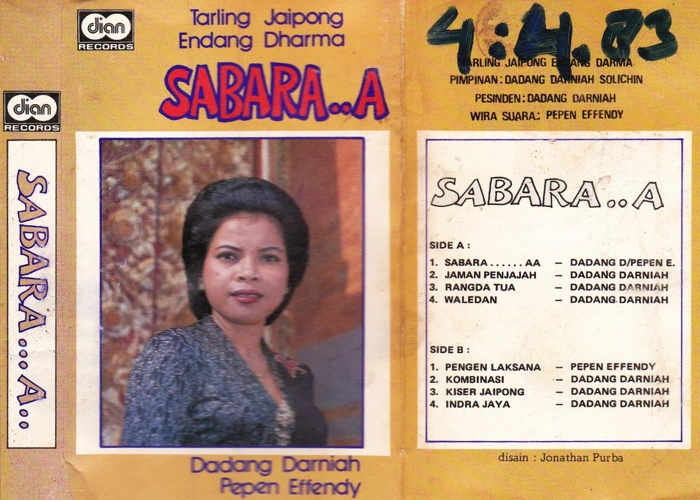 dian
RECORDS
SABARA...A..
dian
RECORDS
Tarling Jaipong
Endang Dharma
SABARA..A
Dadang Darniah
Pepen Effendy
4:4.83
TARLING JAIPONG ENDANG DARMA
PIMPINAN: DADANG DARNIAH SOLICHIN
PESINDEN: DADANG DARNIAH
WIRA SUARA: PEPEN EFFENDY
SABARA..A
SIDE A :
1. SABARA......AA — DADANG D/PEPEN E.
2. JAMAN PENJAJAH — DADANG DARNIAH
3. RANGDA TUA — DADANG DARNIAH
4. WALEDAN — DADANG DARNIAH
SIDE B :
1. PENGEN LAKSANA — PEPEN EFFENDY
2. KOMBINASI — DADANG DARNIAH
3. KISER JAIPONG — DADANG DARNIAH
4. INDRA JAYA — DADANG DARNIAH
disain : Jonathan Purba